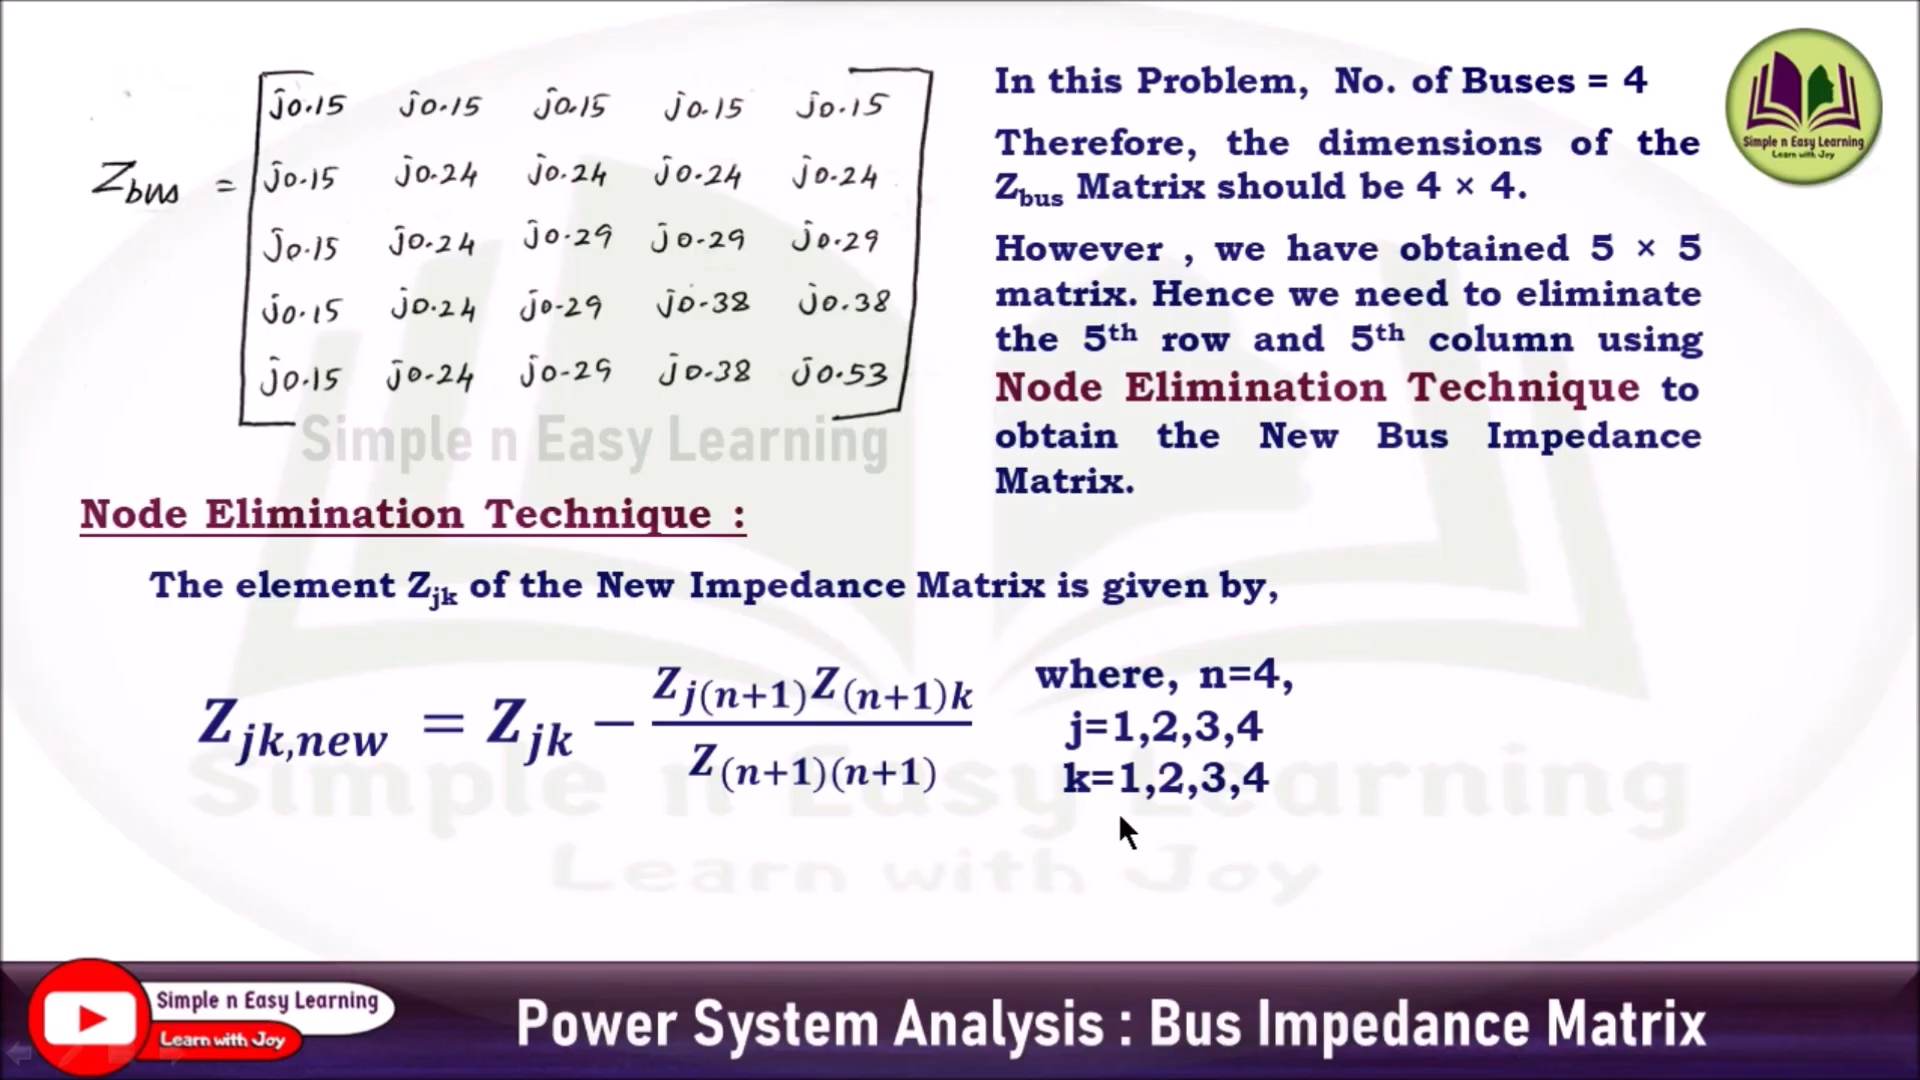 Zbus = [ j0.15 j0.15 j0.15 j0.15 j0.15
j0.15 j0.24 j0.24 j0.24 j0.24
j0.15 j0.24 j0.29 j0.29 j0.29
j0.15 j0.24 j0.29 j0.38 j0.38
j0.15 j0.24 j0.29 j0.38 j0.53 ]
In this Problem, No. of Buses = 4
Therefore, the dimensions of the
Zbus Matrix should be 4 × 4.
However , we have obtained 5 × 5
matrix. Hence we need to eliminate
the 5th row and 5th column using
Node Elimination Technique to
obtain the New Bus Impedance
Matrix.
Simple n Easy Learning
Learn with Joy
Simple n Easy Learning
Node Elimination Technique :
The element Zjk of the New Impedance Matrix is given by,
Zjk,new = Zjk − Zj(n+1)Z(n+1)k / Z(n+1)(n+1)
where, n=4,
j=1,2,3,4
k=1,2,3,4
Simple n Easy Learning
Learn with Joy
Simple n Easy Learning
Learn with Joy
Power System Analysis : Bus Impedance Matrix